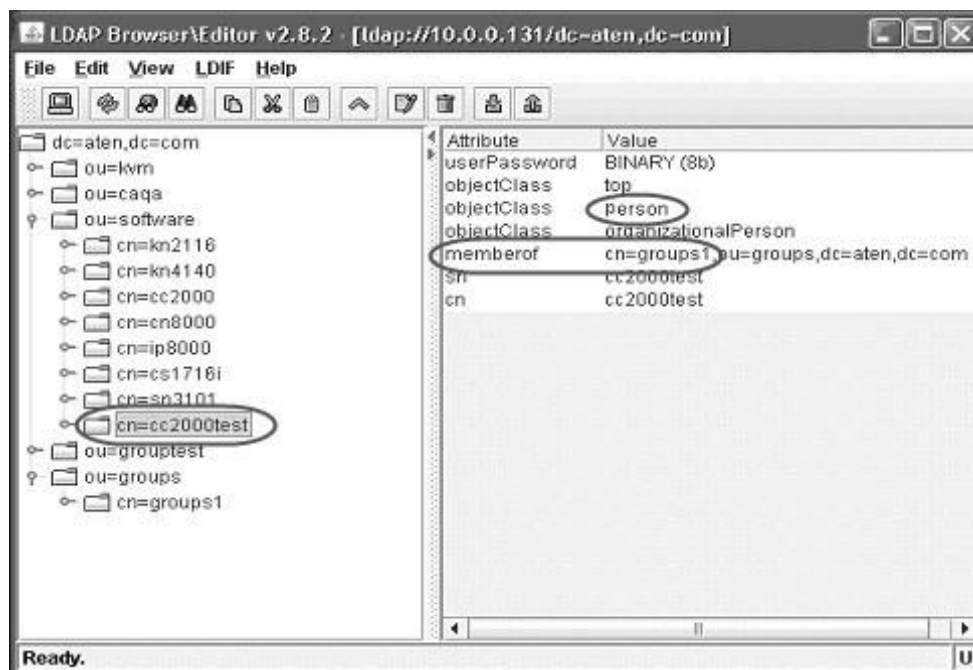 LDAP Browser\Editor v2.8.2 - [ldap://10.0.0.131/dc=aten,dc=com]
File Edit View LDIF Help
dc=aten,dc=com
ou=kvm
ou=caqa
ou=software
cn=kn2116
cn=kn4140
cn=cc2000
cn=cn8000
cn=ip8000
cn=cs1716i
cn=sn3101
cn=cc2000test
ou=grouptest
ou=groups
cn=groups1
Attribute Value
userPassword BINARY (8b)
objectClass top
objectClass person
objectClass organizationalPerson
memberof cn=groups1,ou=groups,dc=aten,dc=com
sn cc2000test
cn cc2000test
Ready.
U